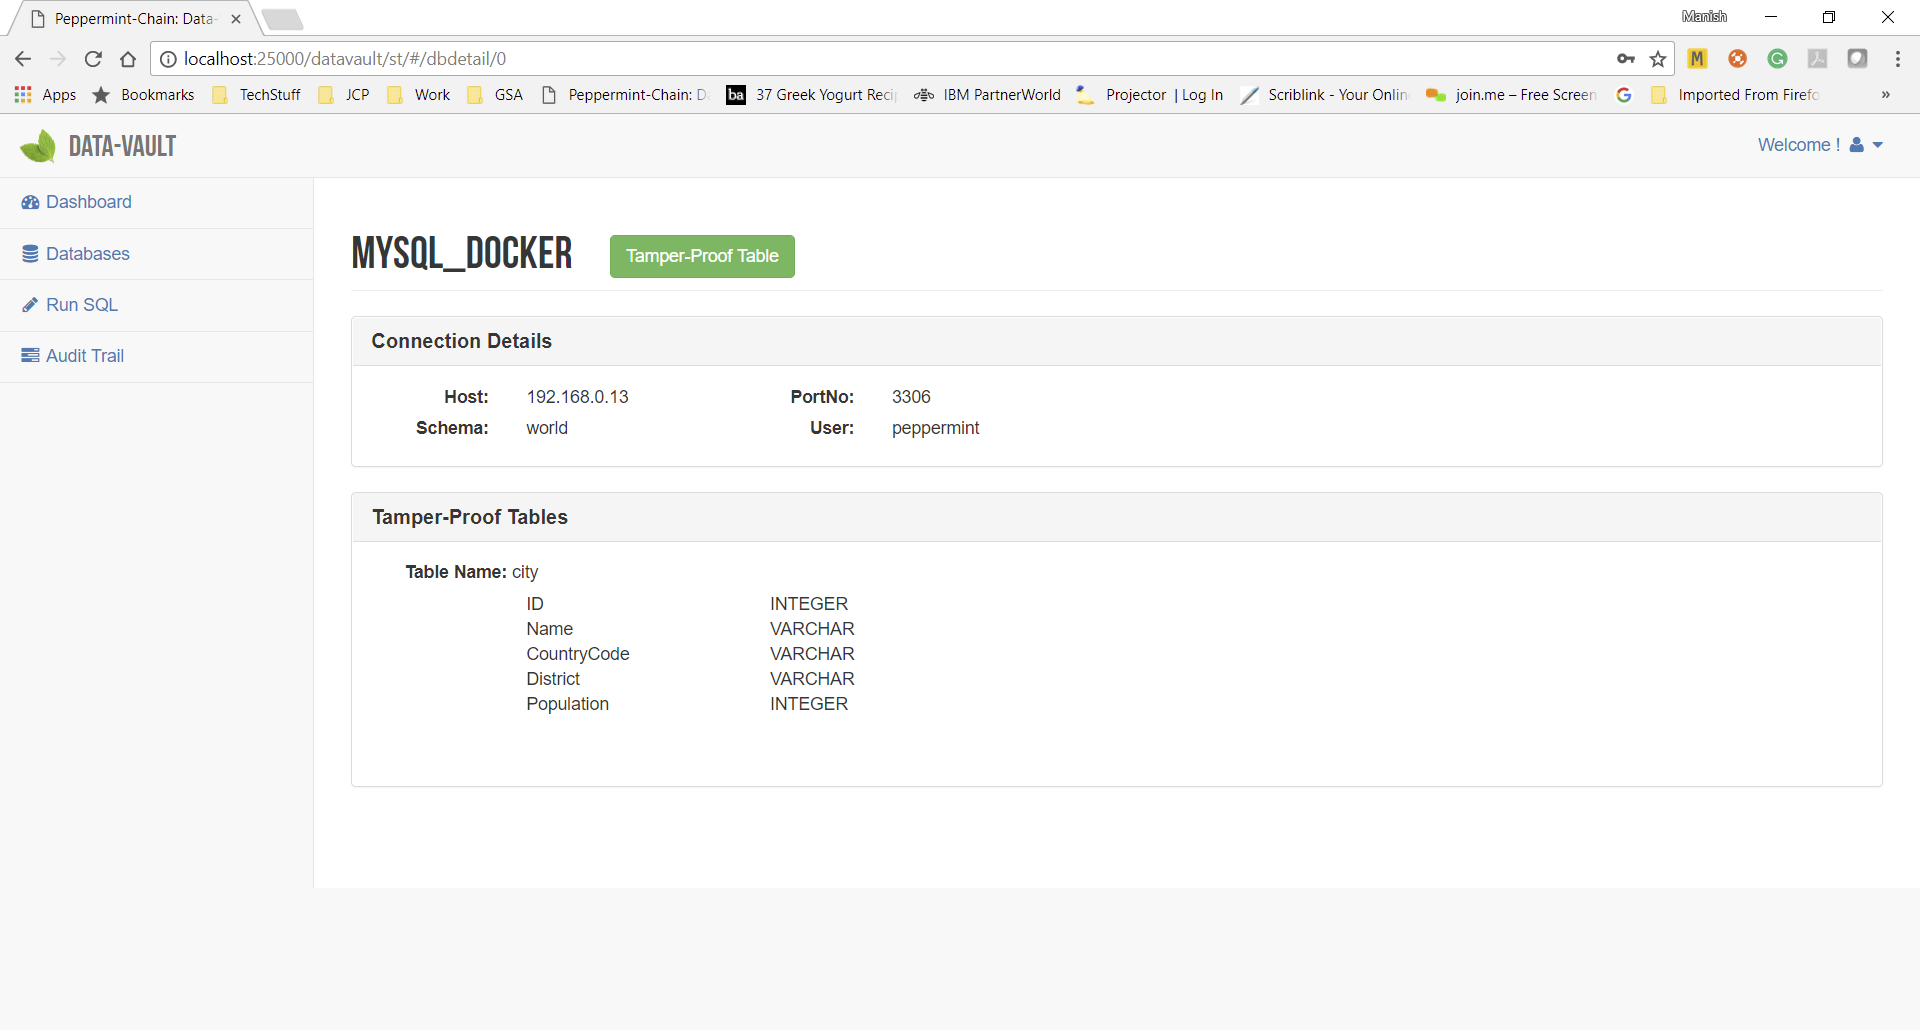 Peppermint-Chain: Data-
Manish
localhost:25000/datavault/st/#/dbdetail/0
M
G
Apps Bookmarks TechStuff JCP Work GSA Peppermint-Chain: D ba 37 Greek Yogurt Reci IBM PartnerWorld Projector | Log In Scriblink - Your Onlin join.me – Free Screen G Imported From Firefo »
DATA-VAULT
Welcome !
Dashboard
Databases
Run SQL
Audit Trail
MYSQL_DOCKER
Tamper-Proof Table
Connection Details
Host: 192.168.0.13 PortNo: 3306
Schema: world User: peppermint
Tamper-Proof Tables
Table Name: city
ID INTEGER
Name VARCHAR
CountryCode VARCHAR
District VARCHAR
Population INTEGER